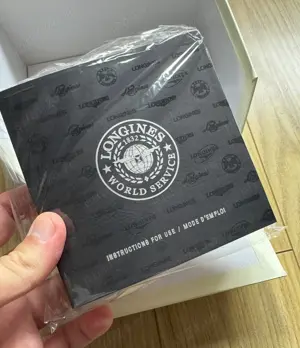 LONGINES
1832
WORLD SERVICE
INSTRUCTIONS FOR USE / MODE D'EMPLOI